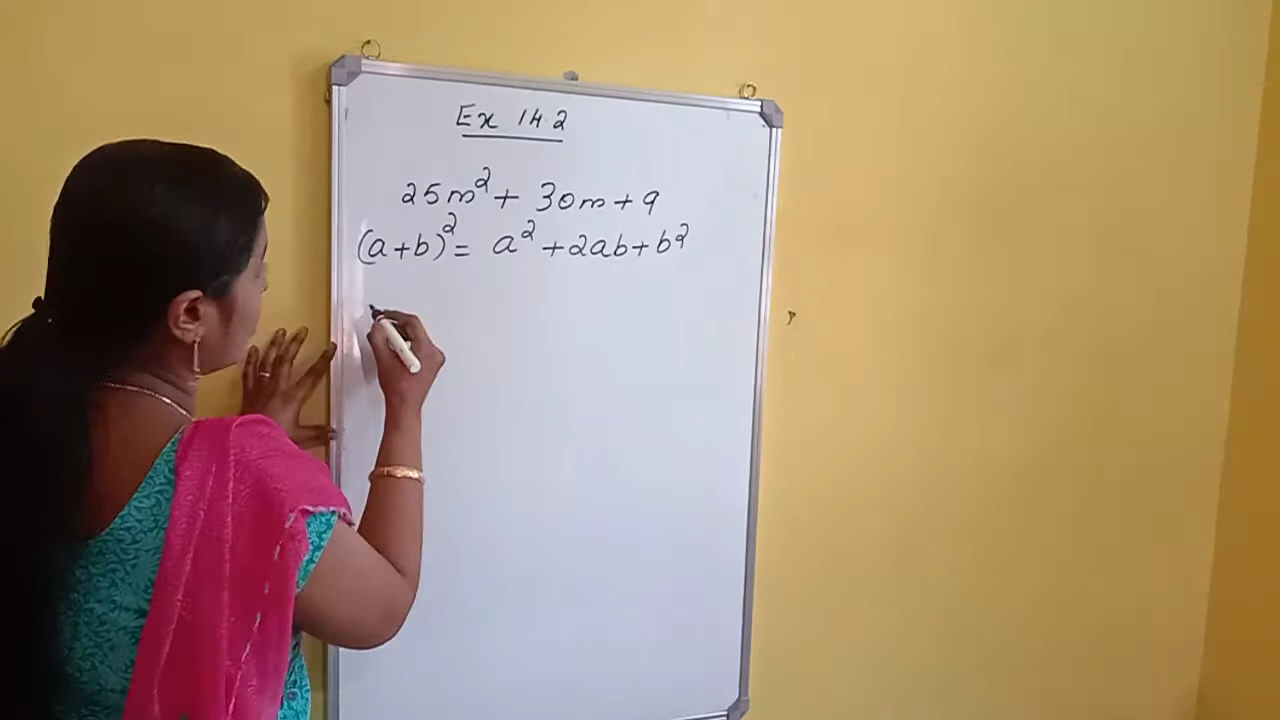 Ex 14.2
25m² + 30m + 9
(a+b)² = a² + 2ab + b²